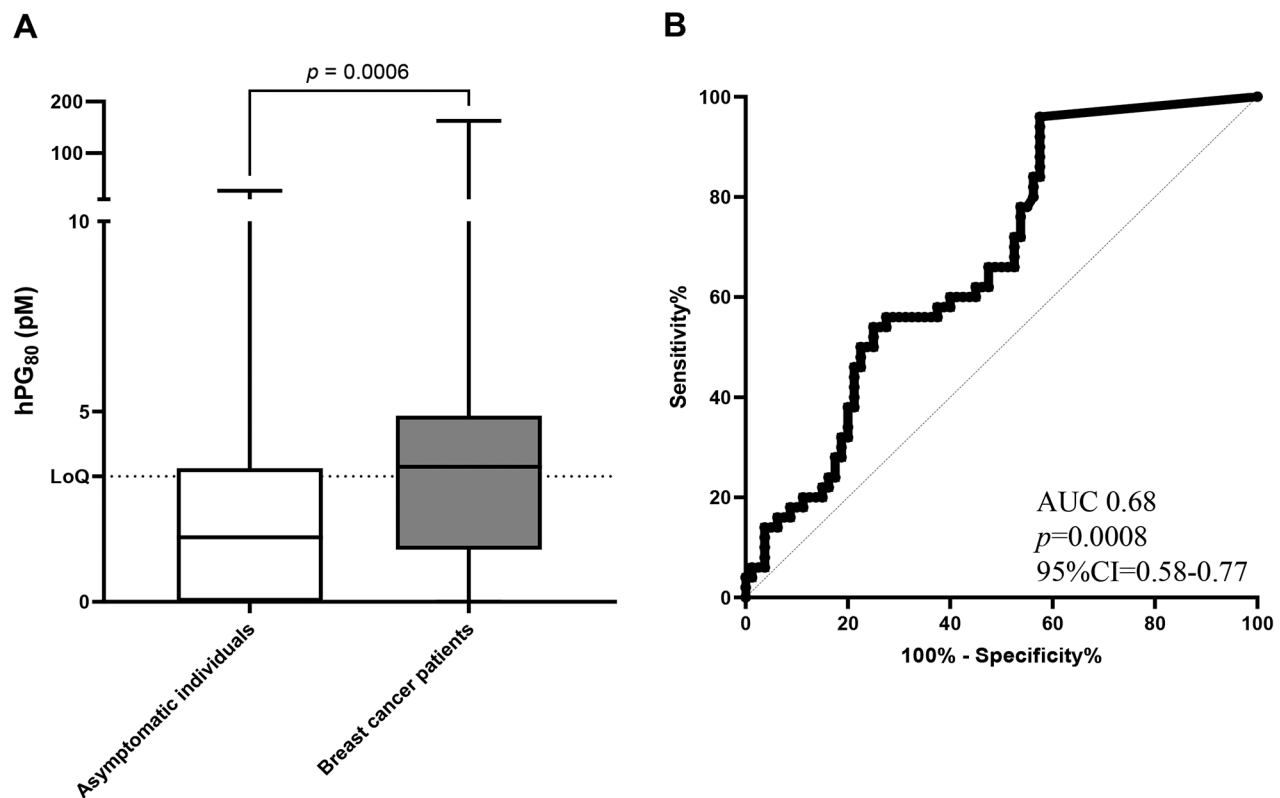 A
p = 0.0006
200
100
10
5
LoQ
0
hPG80 (pM)
Asymptomatic individuals
Breast cancer patients
B
100
80
60
40
20
0
Sensitivity%
AUC 0.68
p=0.0008
95%CI=0.58-0.77
0 20 40 60 80 100
100% - Specificity%